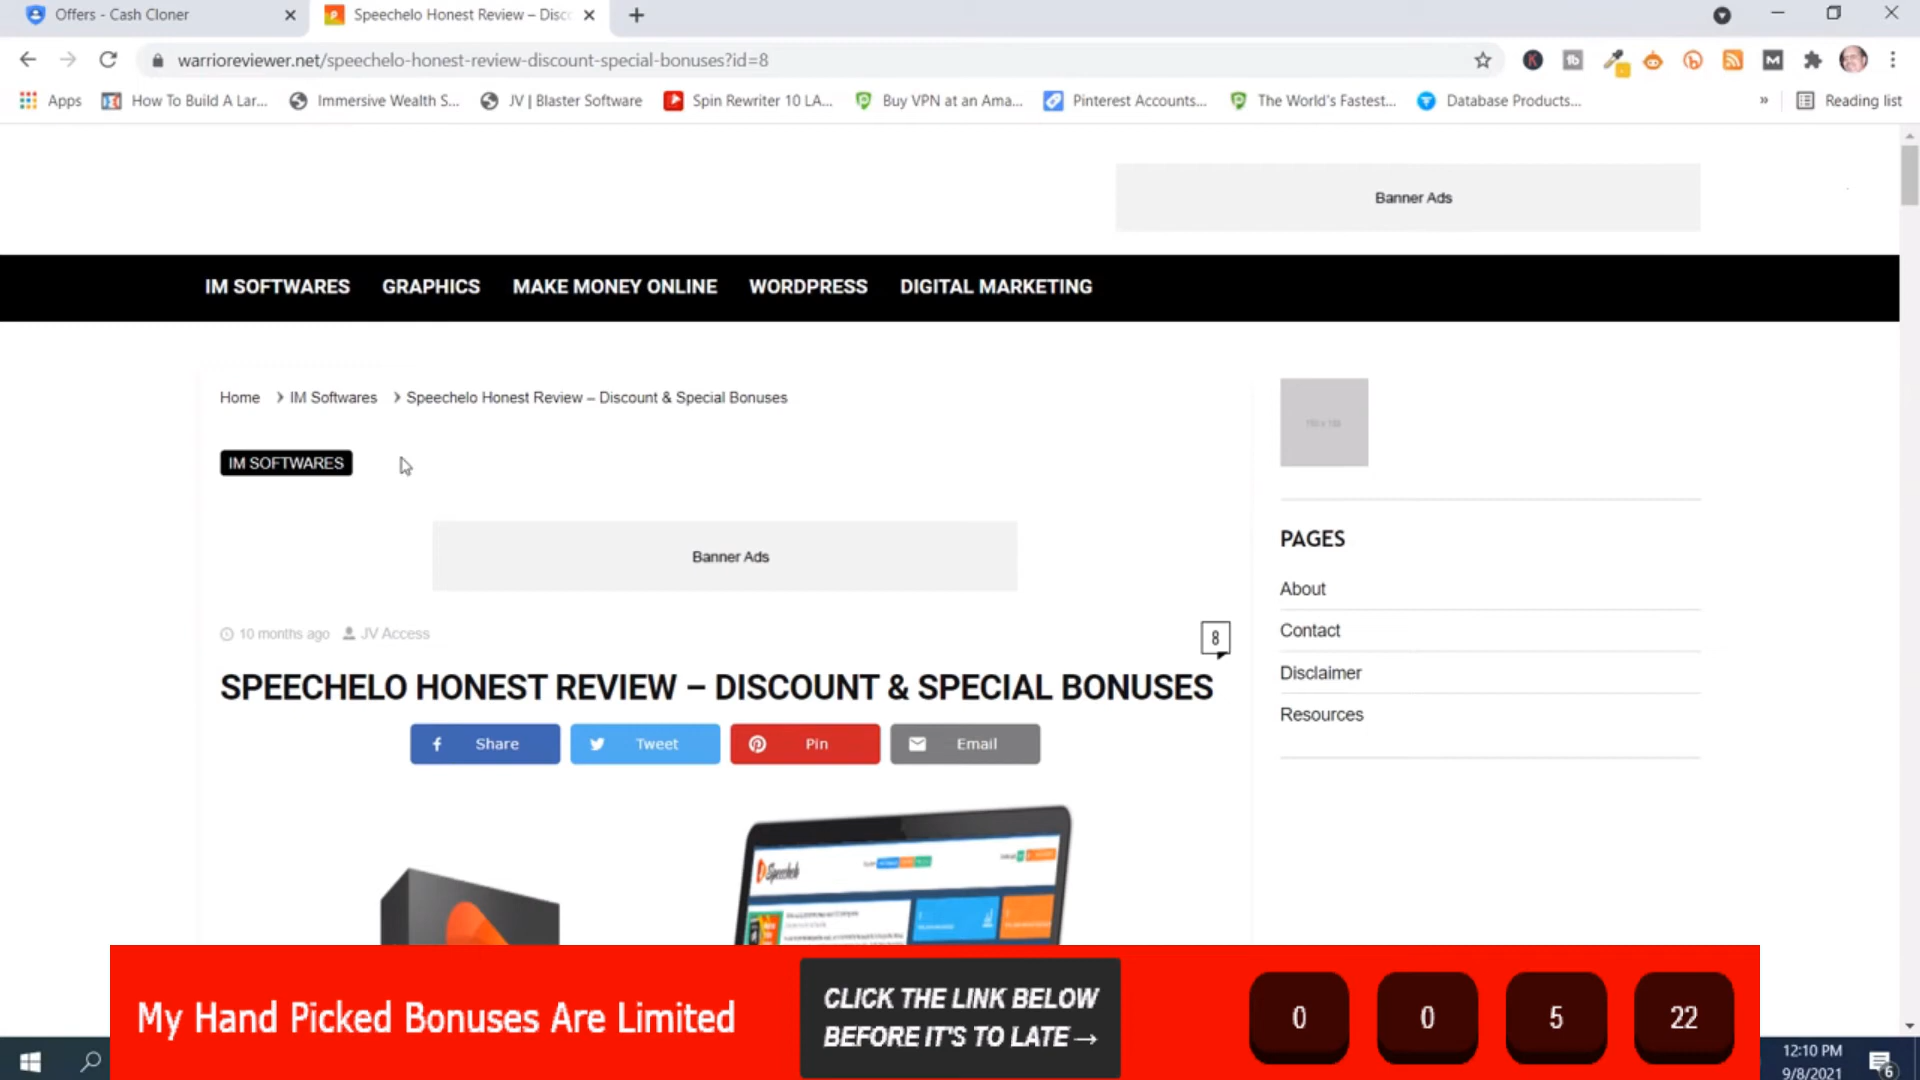 Offers - Cash Cloner
Speechelo Honest Review – Disc
warrioreviewer.net/speechelo-honest-review-discount-special-bonuses?id=8
Apps
How To Build A Lar...
Immersive Wealth S...
JV | Blaster Software
Spin Rewriter 10 LA...
Buy VPN at an Ama...
Pinterest Accounts...
The World's Fastest...
Database Products...
»
Reading list
Banner Ads
IM SOFTWARES
GRAPHICS
MAKE MONEY ONLINE
WORDPRESS
DIGITAL MARKETING
Home > IM Softwares > Speechelo Honest Review – Discount & Special Bonuses
IM SOFTWARES
Banner Ads
10 months ago JV Access
8
SPEECHELO HONEST REVIEW – DISCOUNT & SPECIAL BONUSES
Share
Tweet
Pin
Email
Speechelo
PAGES
About
Contact
Disclaimer
Resources
My Hand Picked Bonuses Are Limited
CLICK THE LINK BELOW
BEFORE IT'S TO LATE →
0
0
5
22
12:10 PM
9/8/2021
6